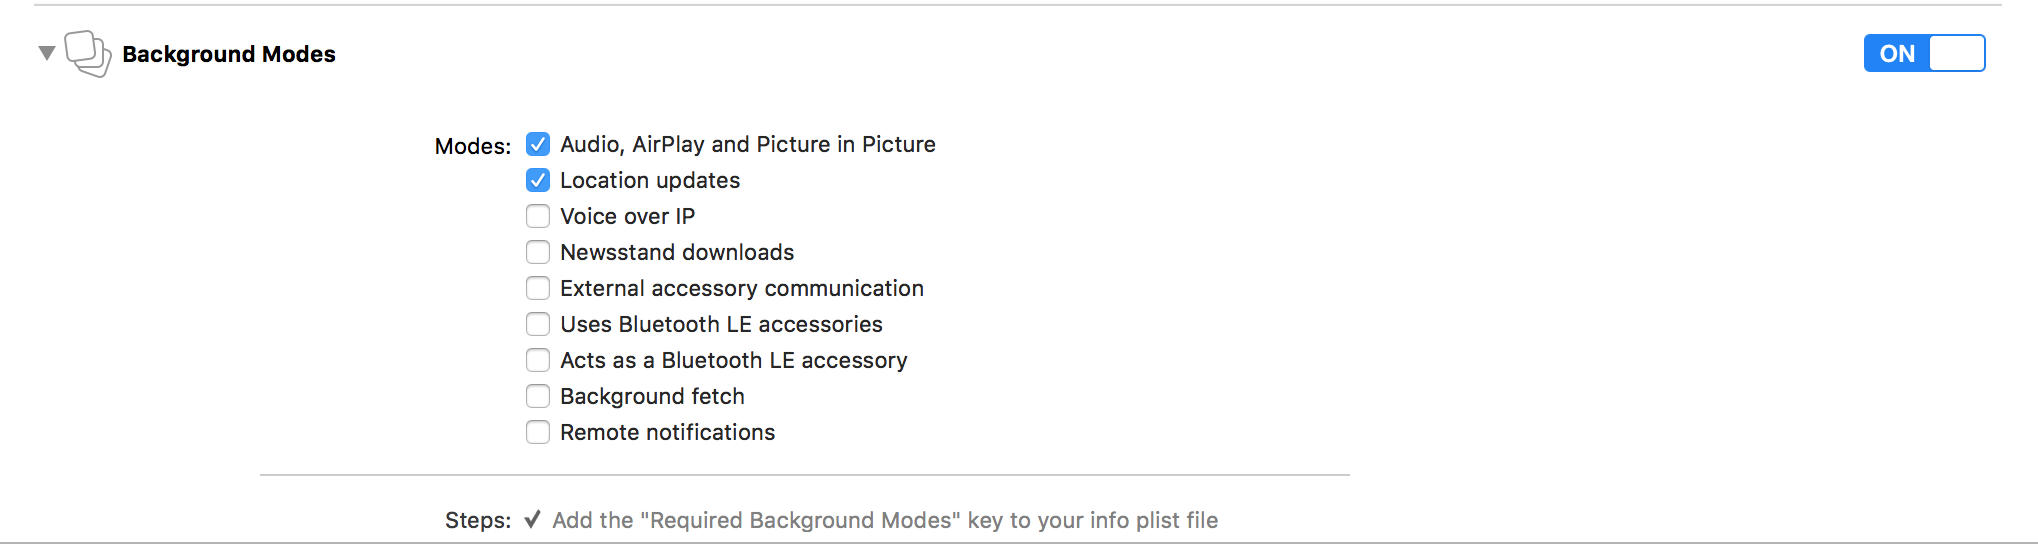 Background Modes
ON
Modes: Audio, AirPlay and Picture in Picture
Location updates
Voice over IP
Newsstand downloads
External accessory communication
Uses Bluetooth LE accessories
Acts as a Bluetooth LE accessory
Background fetch
Remote notifications
Steps: ✓ Add the "Required Background Modes" key to your info plist file